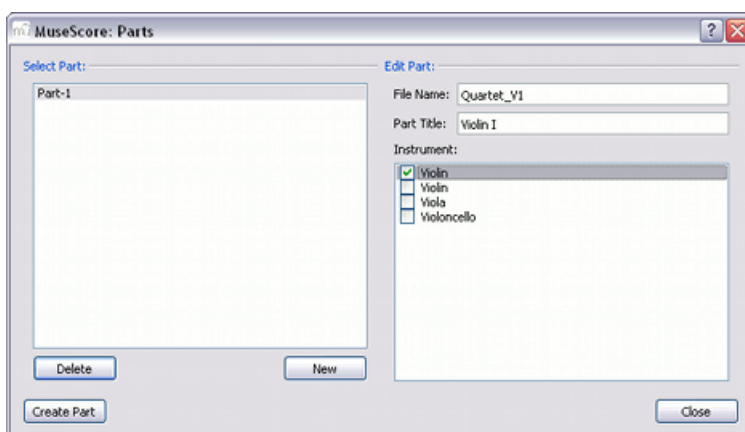 MuseScore: Parts
Select Part:
Part-1
Delete
New
Create Part
Edit Part:
File Name: Quartet_V1
Part Title: Violin I
Instrument:
Violin
Violin
Viola
Violoncello
Close